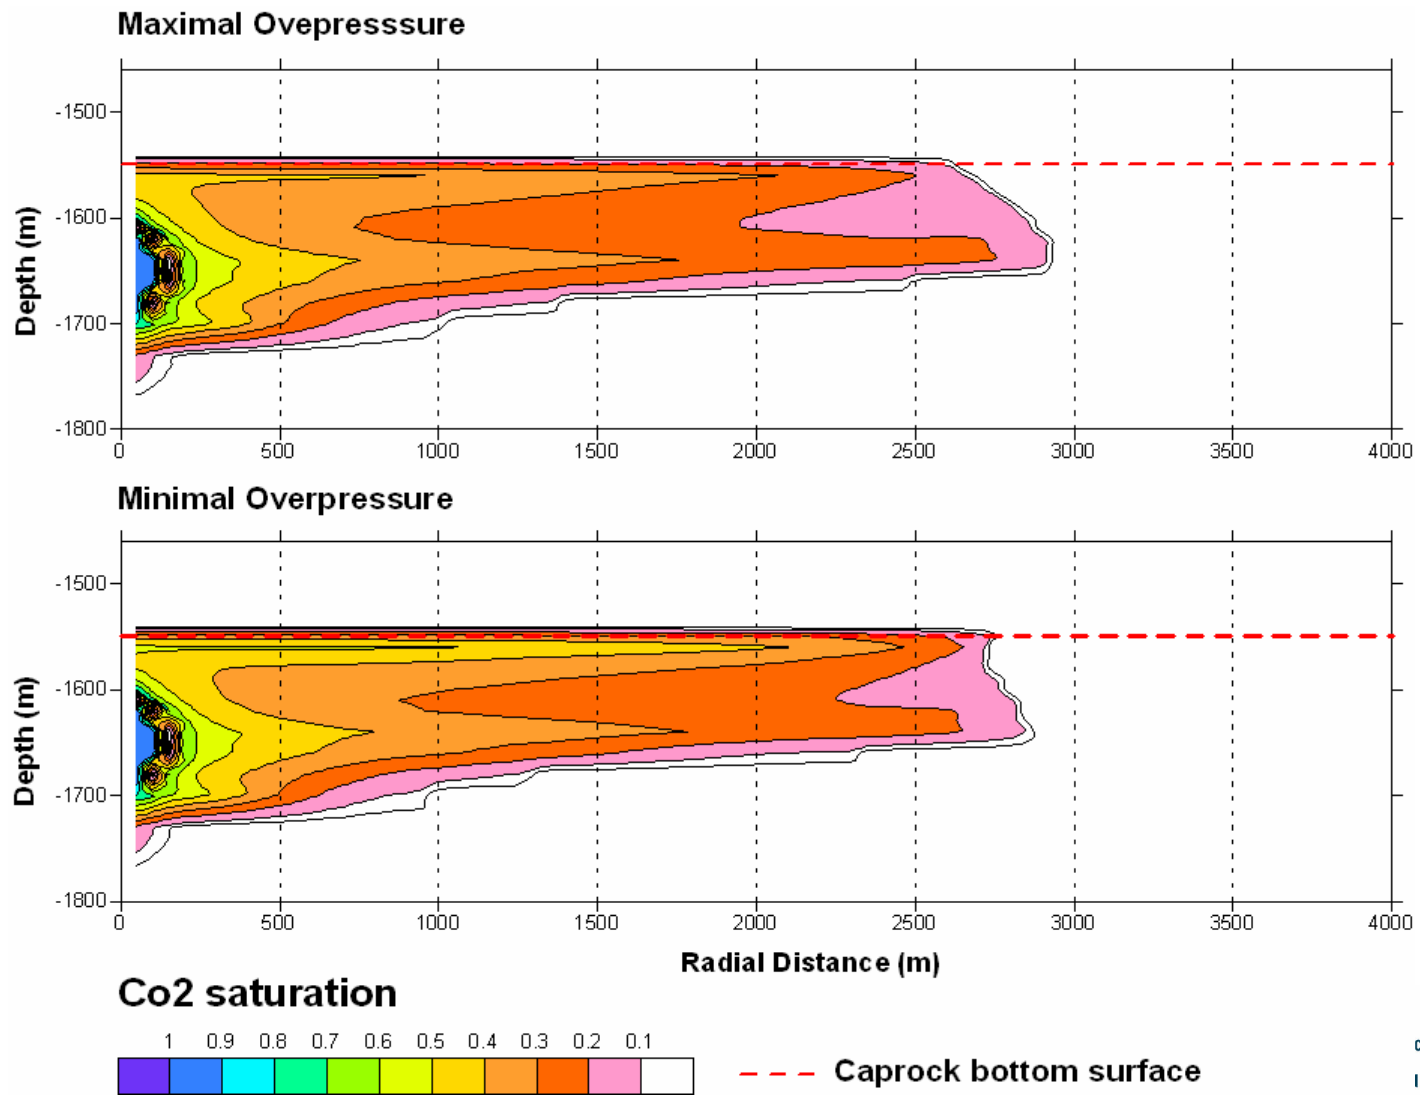 Maximal Ovepresssure
Depth (m)
-1500
-1600
-1700
-1800
0 500 1000 1500 2000 2500 3000 3500 4000
Minimal Overpressure
Depth (m)
-1500
-1600
-1700
-1800
0 500 1000 1500 2000 2500 3000 3500 4000
Radial Distance (m)
Co2 saturation
1 0.9 0.8 0.7 0.6 0.5 0.4 0.3 0.2 0.1
Caprock bottom surface